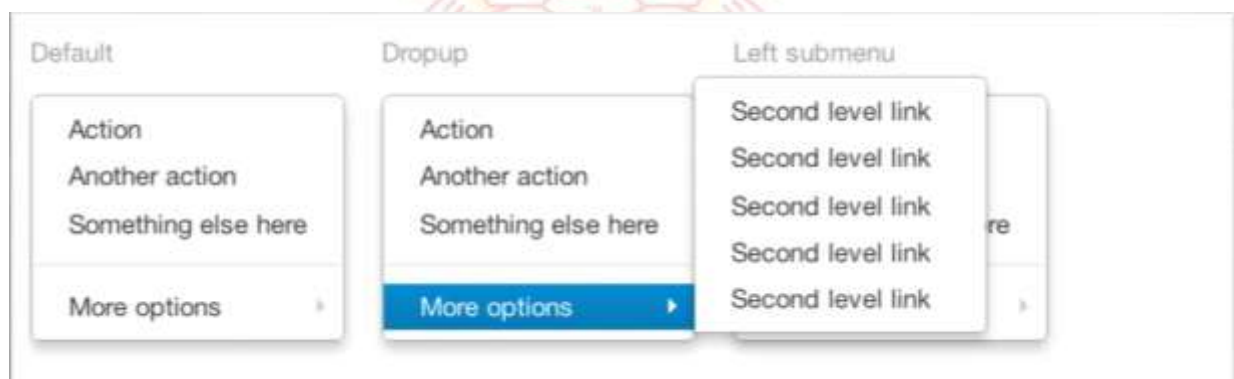 Default
Action
Another action
Something else here
More options
Dropup
Action
Another action
Something else here
More options
Left submenu
Second level link
Second level link
Second level link
Second level link
Second level link
re